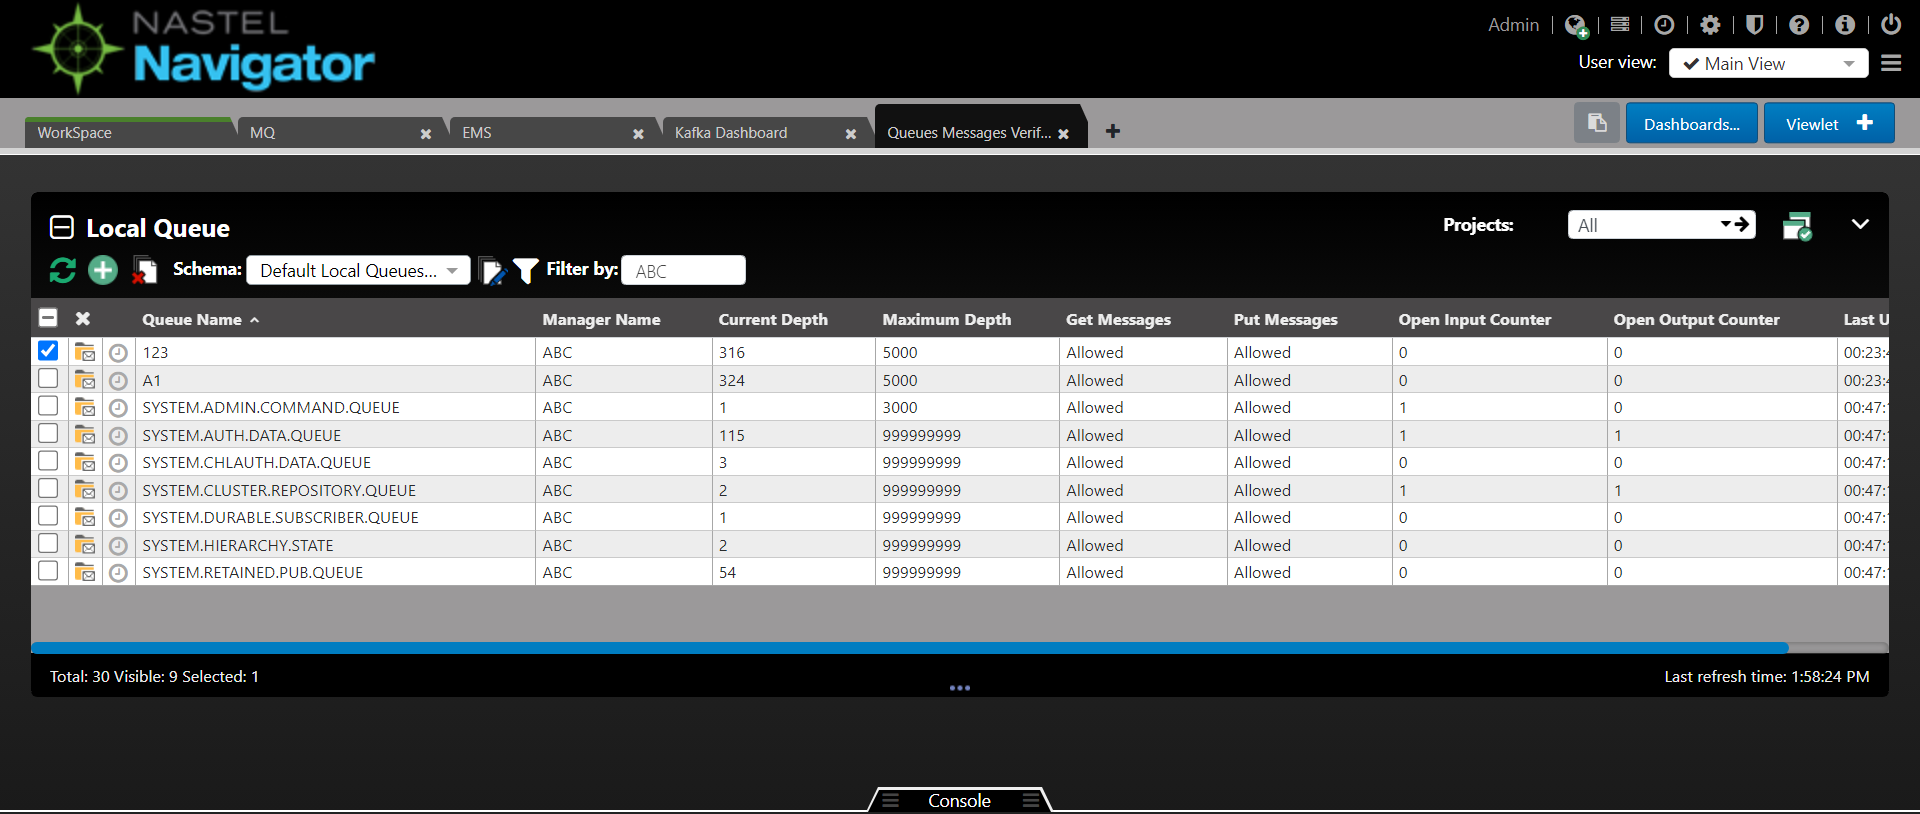 NASTEL
Navigator
Admin
User view: Main View
WorkSpace MQ EMS Kafka Dashboard Queues Messages Verif...
Dashboards... Viewlet
Local Queue
Projects: All
Schema: Default Local Queues... Filter by: ABC
Queue Name Manager Name Current Depth Maximum Depth Get Messages Put Messages Open Input Counter Open Output Counter Last U
123 ABC 316 5000 Allowed Allowed 0 0 00:23:4
A1 ABC 324 5000 Allowed Allowed 0 0 00:23:4
SYSTEM.ADMIN.COMMAND.QUEUE ABC 1 3000 Allowed Allowed 1 0 00:47:
SYSTEM.AUTH.DATA.QUEUE ABC 115 999999999 Allowed Allowed 1 1 00:47:
SYSTEM.CHLAUTH.DATA.QUEUE ABC 3 999999999 Allowed Allowed 0 0 00:47:
SYSTEM.CLUSTER.REPOSITORY.QUEUE ABC 2 999999999 Allowed Allowed 1 1 00:47:
SYSTEM.DURABLE.SUBSCRIBER.QUEUE ABC 1 999999999 Allowed Allowed 0 0 00:47:
SYSTEM.HIERARCHY.STATE ABC 2 999999999 Allowed Allowed 0 0 00:47:
SYSTEM.RETAINED.PUB.QUEUE ABC 54 999999999 Allowed Allowed 0 0 00:47:
Total: 30 Visible: 9 Selected: 1
Last refresh time: 1:58:24 PM
Console